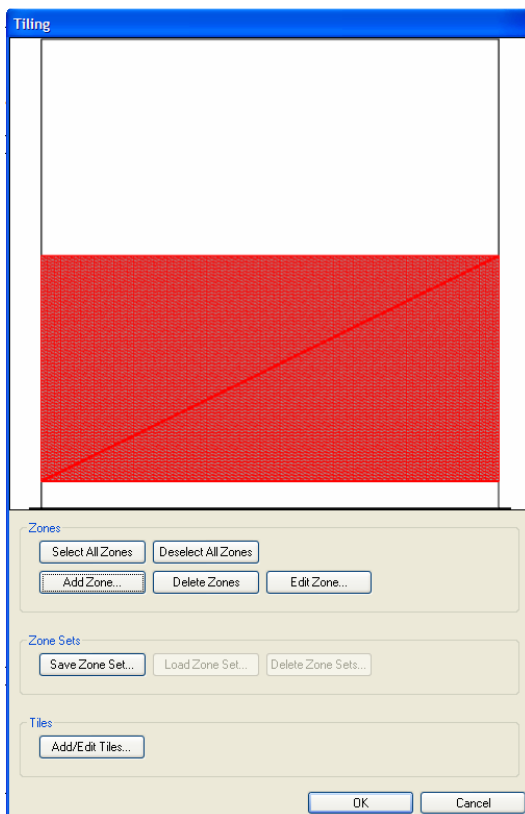 Tiling
Zones
Select All Zones Deselect All Zones
Add Zone... Delete Zones Edit Zone...
Zone Sets
Save Zone Set... Load Zone Set... Delete Zone Sets...
Tiles
Add/Edit Tiles...
OK Cancel